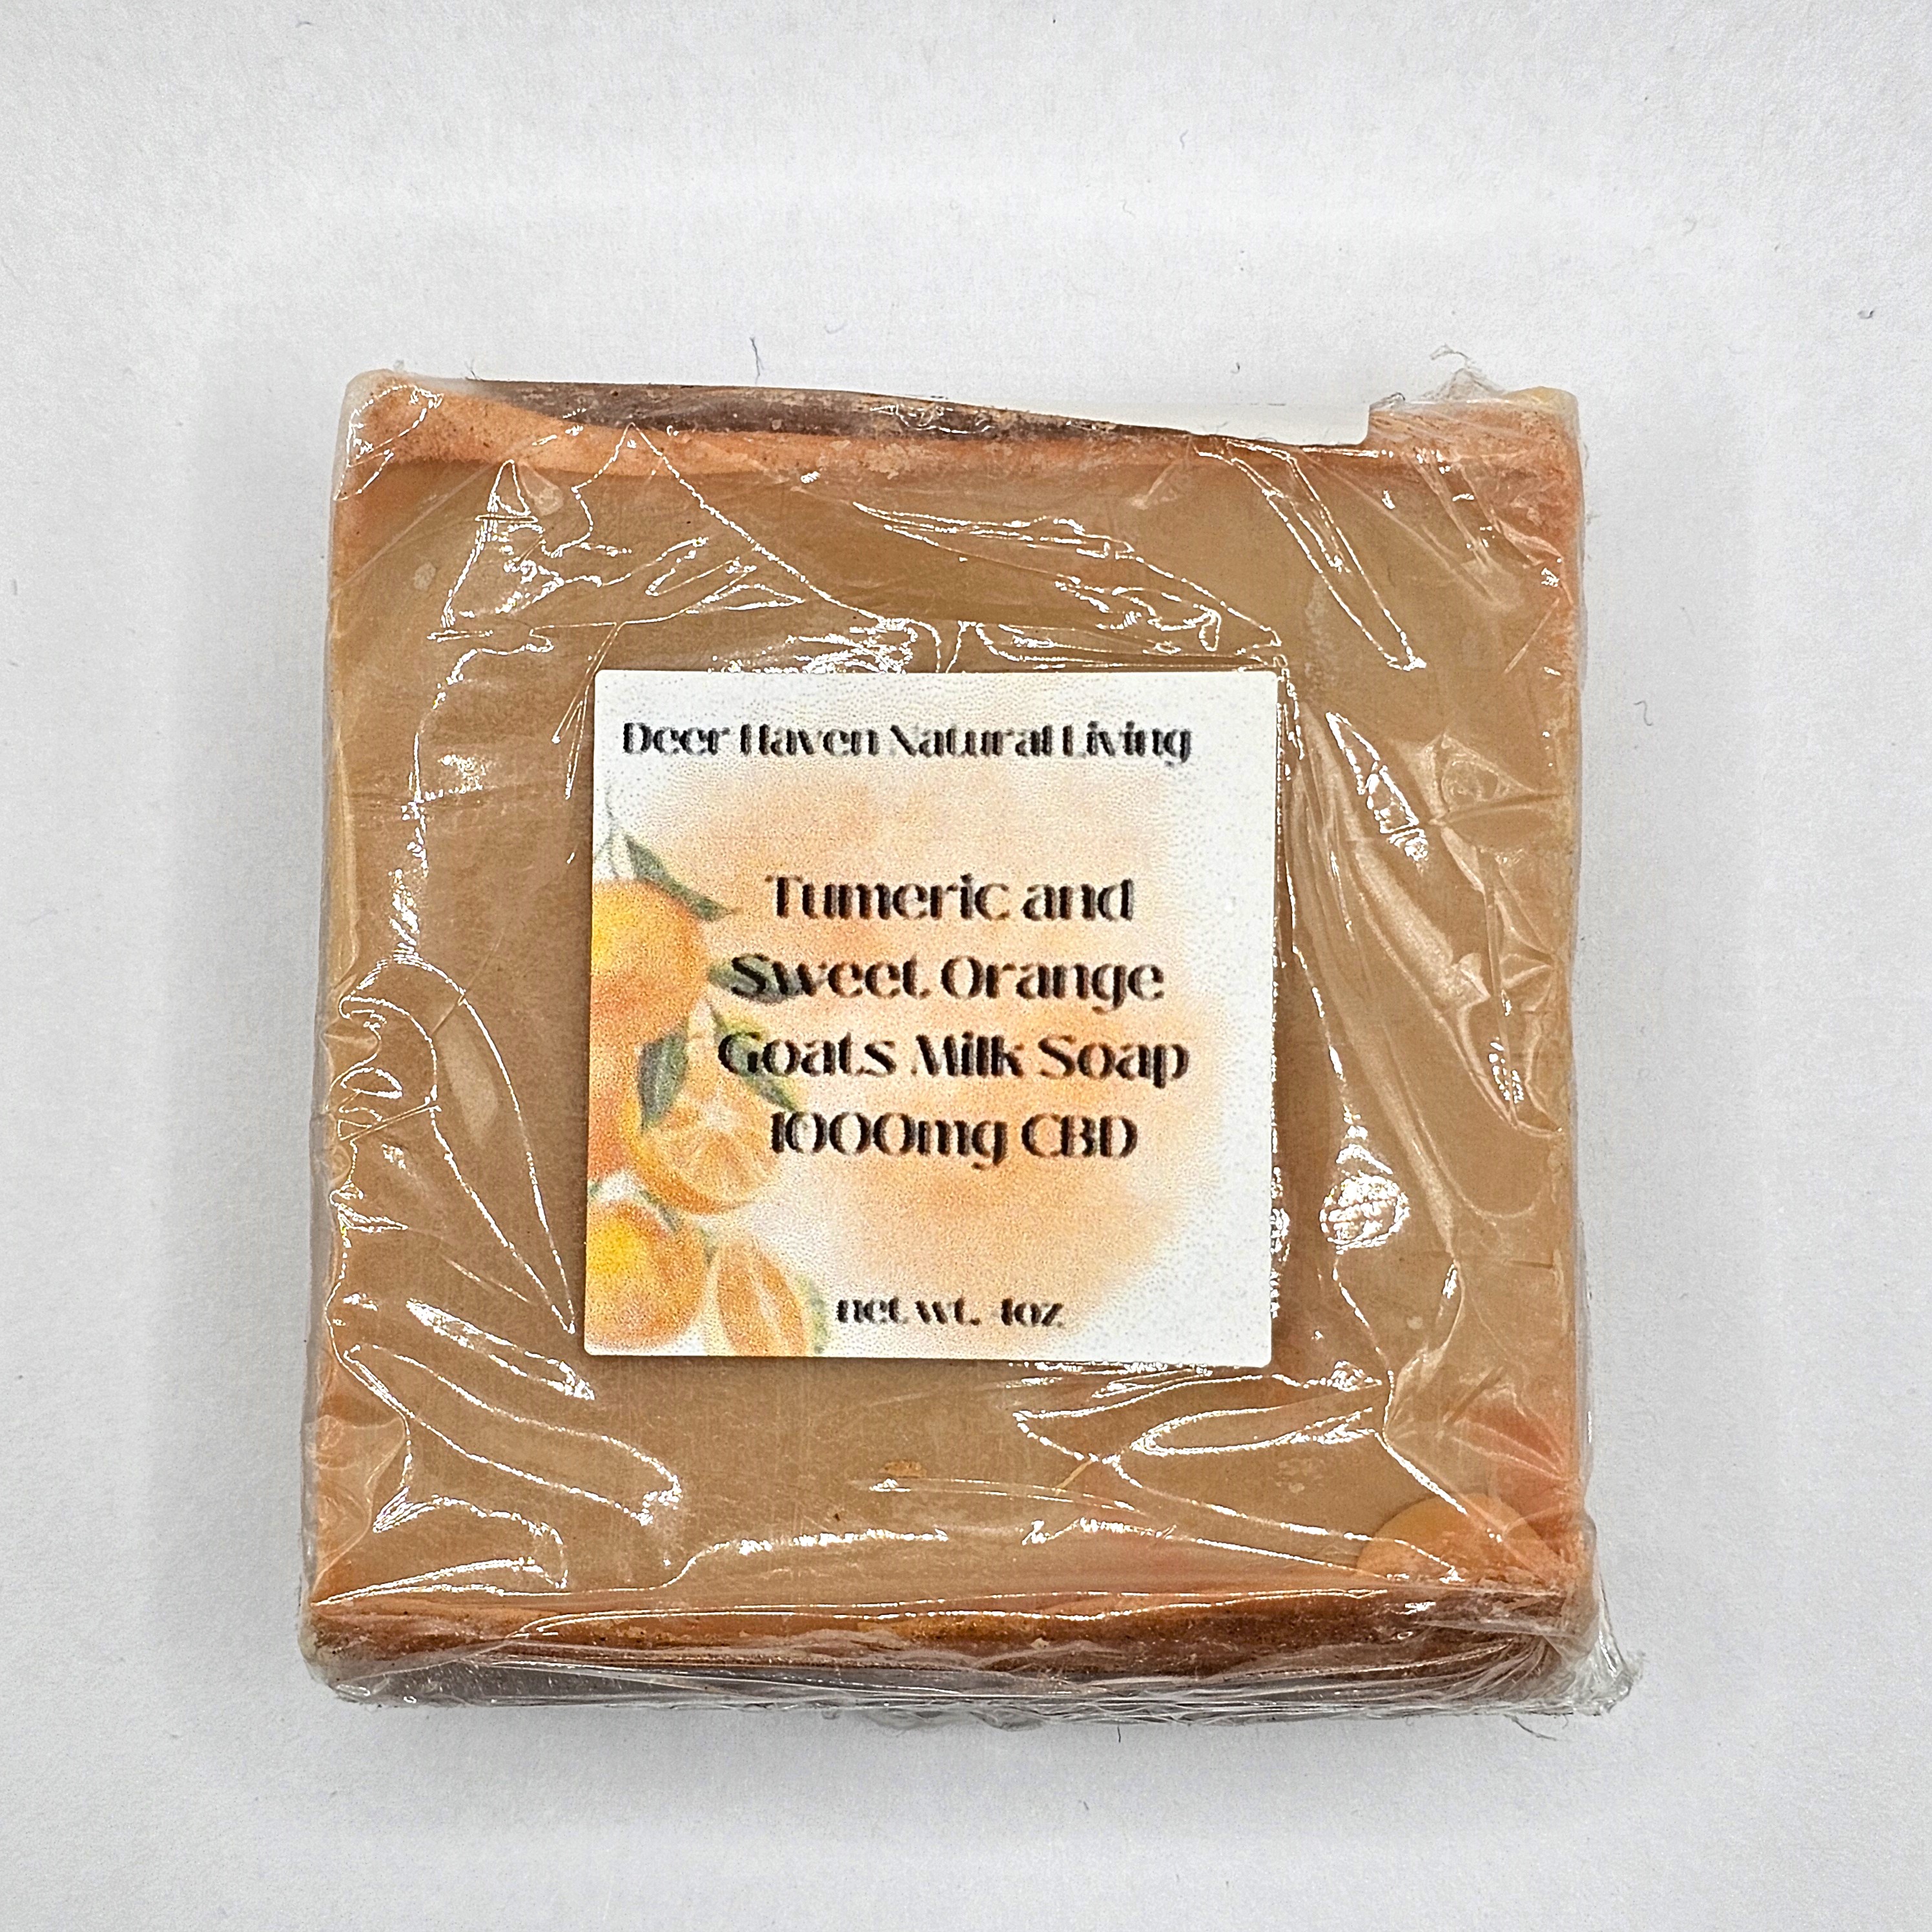 Deer Haven Natural Living
Tumeric and
Sweet Orange
Goats Milk Soap
1000mg CBD
net wt. 4oz